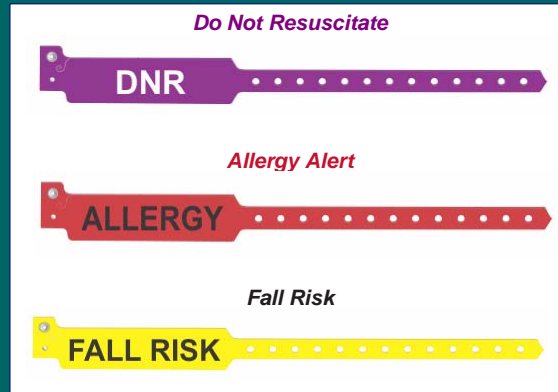 Do Not Resuscitate
DNR
Allergy Alert
ALLERGY
Fall Risk
FALL RISK